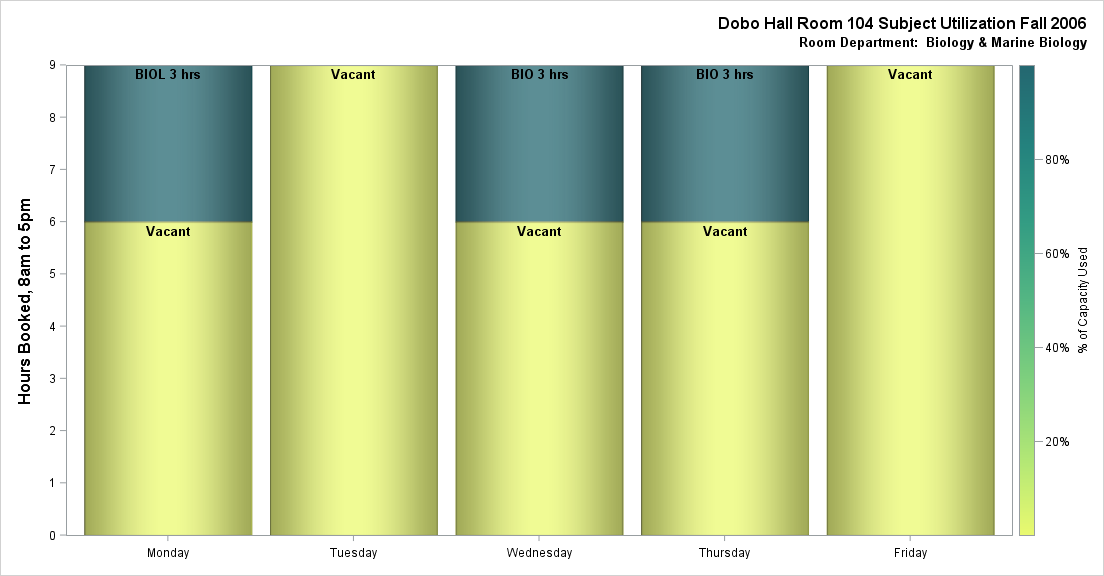 Dobo Hall Room 104 Subject Utilization Fall 2006
Room Department:  Biology & Marine Biology
Hours Booked, 8am to 5pm
9
8
7
6
5
4
3
2
1
0
BIOL 3 hrs
Vacant
Vacant
BIO 3 hrs
Vacant
BIO 3 hrs
Vacant
Vacant
Monday
Tuesday
Wednesday
Thursday
Friday
80%
60%
40%
20%
% of Capacity Used